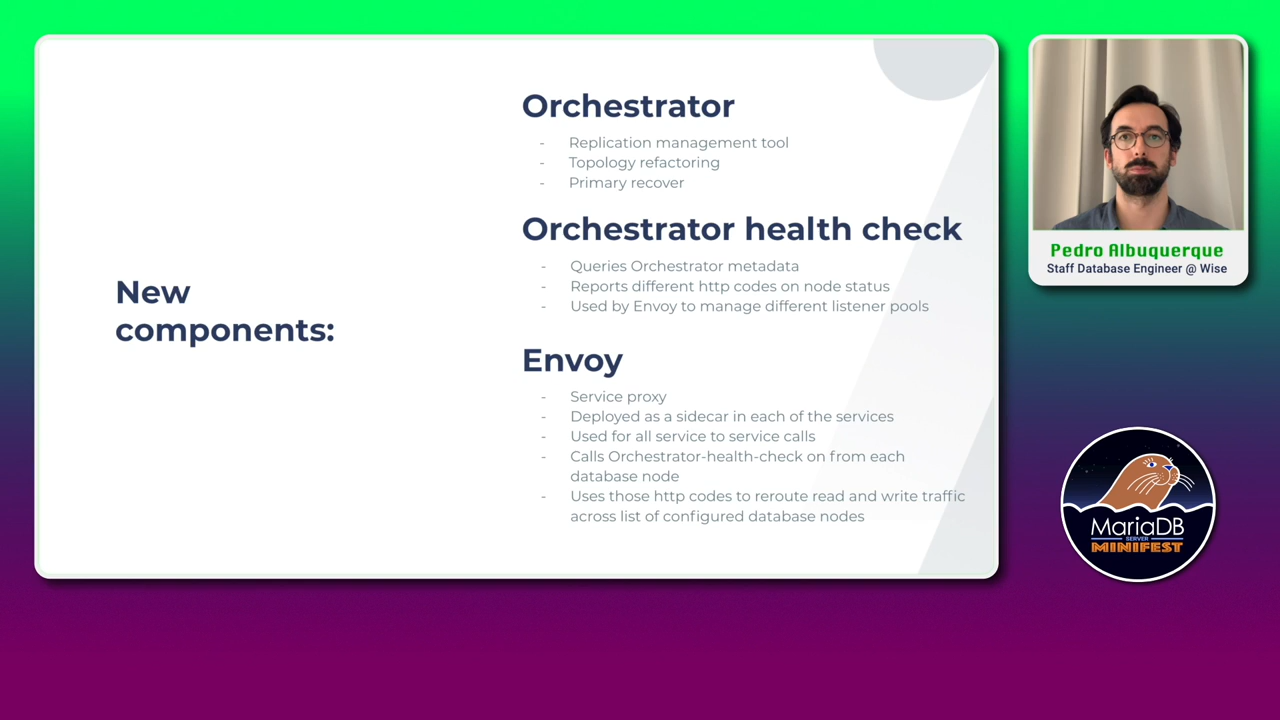 New
components:
Orchestrator
- Replication management tool
- Topology refactoring
- Primary recover
Orchestrator health check
- Queries Orchestrator metadata
- Reports different http codes on node status
- Used by Envoy to manage different listener pools
Envoy
- Service proxy
- Deployed as a sidecar in each of the services
- Used for all service to service calls
- Calls Orchestrator-health-check on from each
database node
- Uses those http codes to reroute read and write traffic
across list of configured database nodes
Pedro Albuquerque
Staff Database Engineer @ Wise
MariaDB
SERVER
MINIFEST